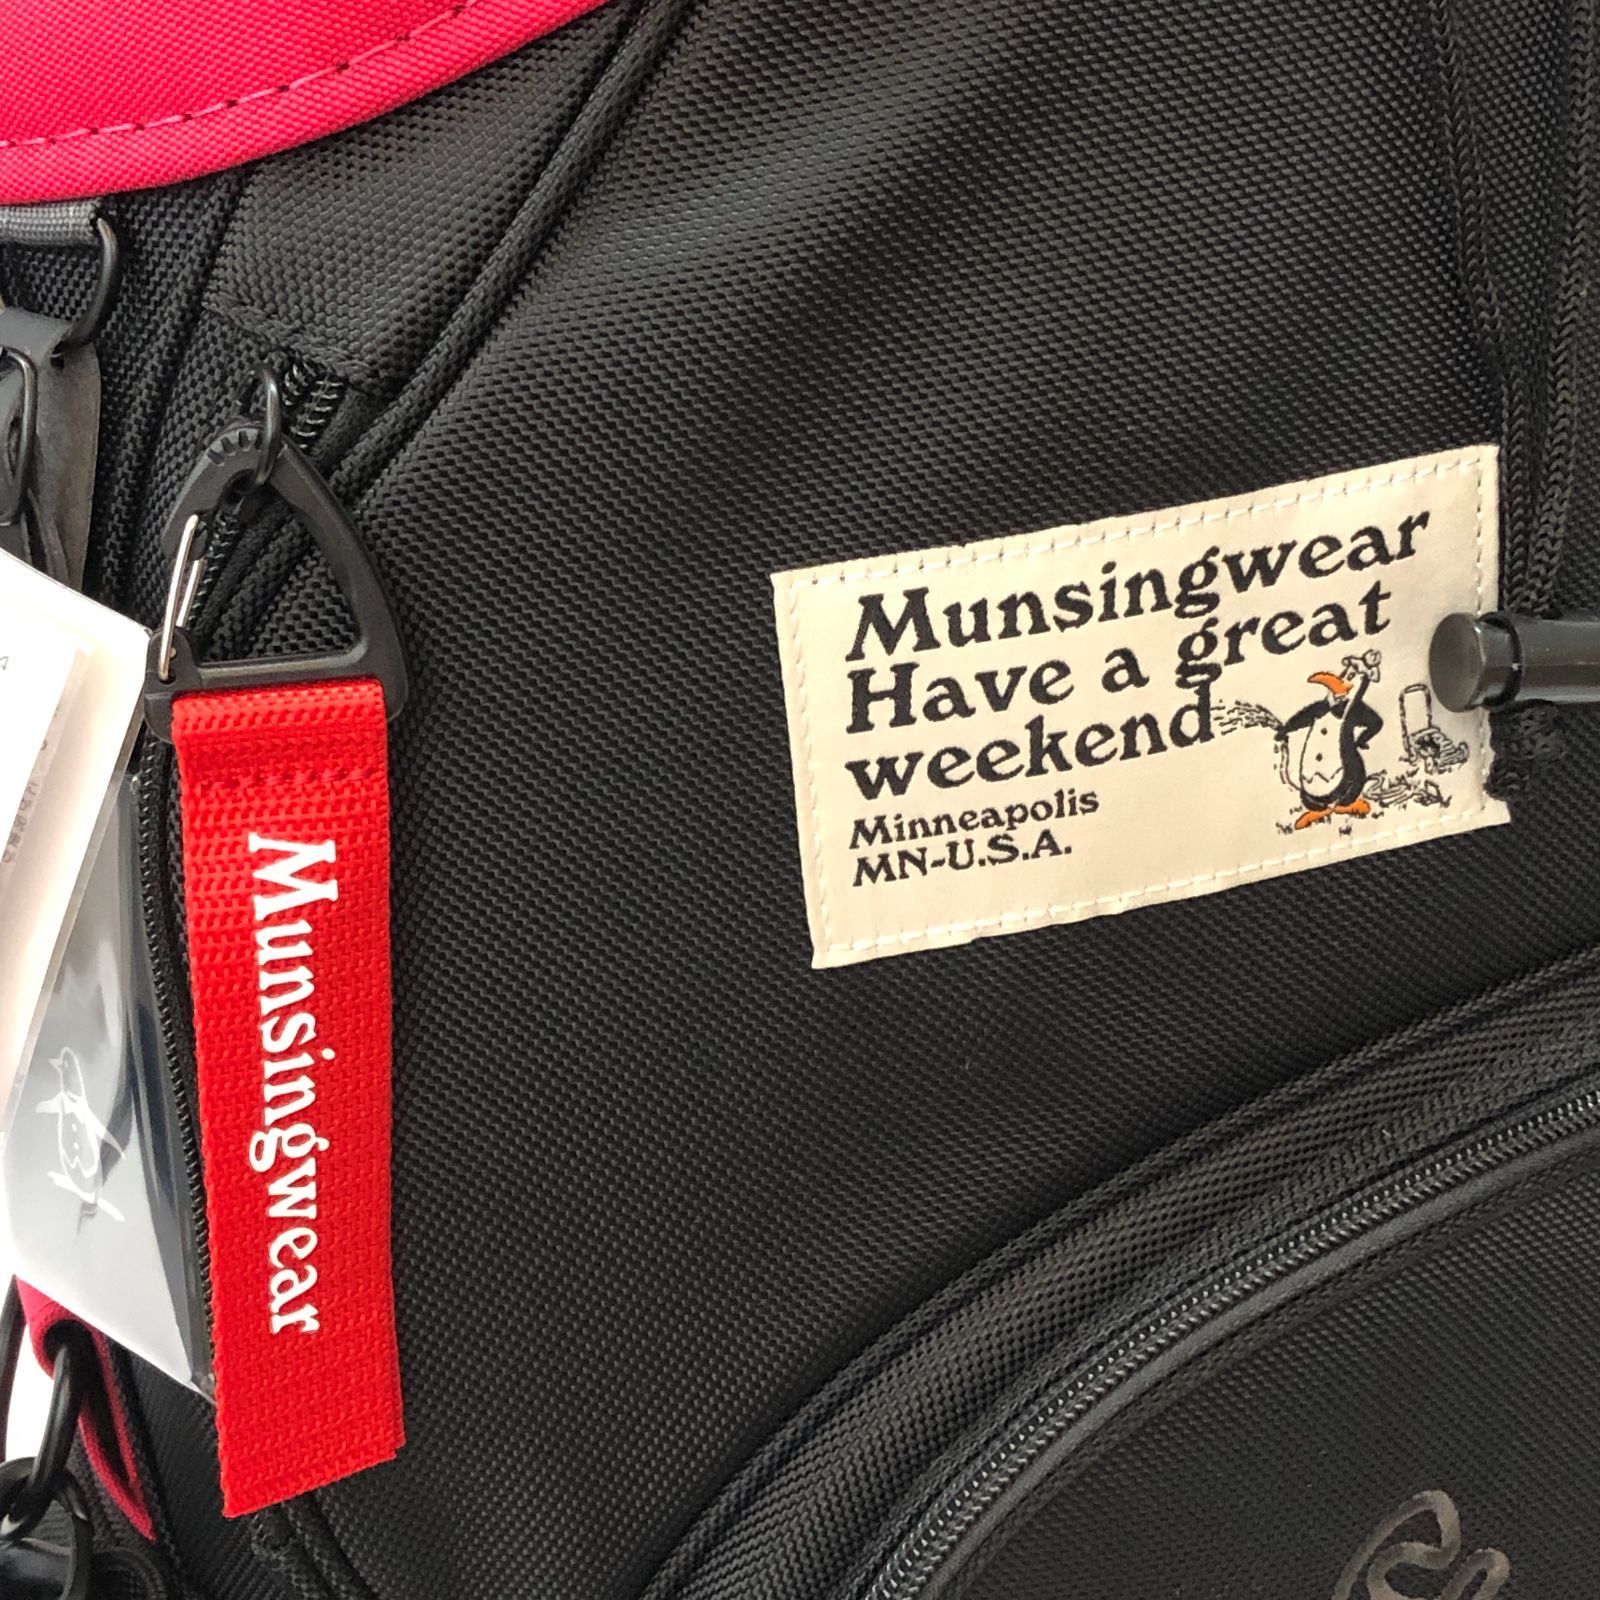 Munsingwear
Have a great
weekend
Minneapolis
MN-U.S.A.
Munsingwear